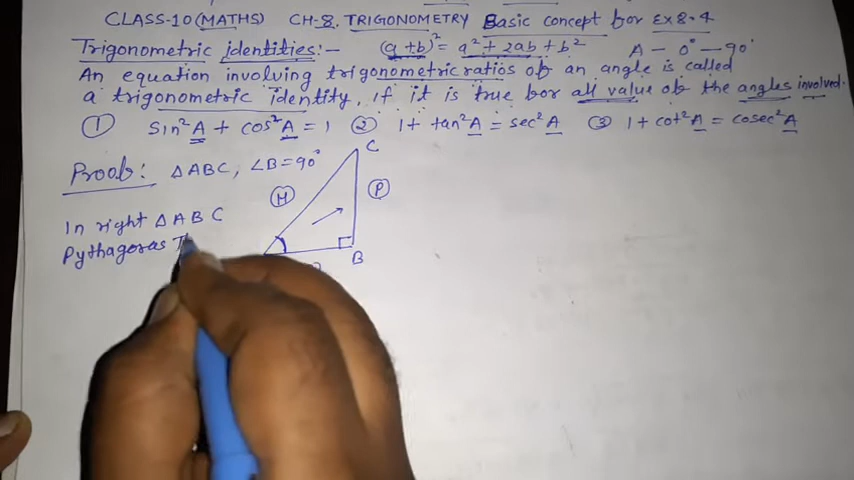 CLASS-10 (MATHS) CH-8. TRIGONOMETRY Basic concept for Ex 8.4
Trigonometric identities:- (a+b)² = a² + 2ab + b² A - 0° - 90°
An equation involving trigonometric ratios of an angle is called
a trigonometric identity, if it is true for all value of the angles involved.
① sin²A + cos²A = 1 ② 1 + tan²A = sec²A ③ 1 + cot²A = cosec²A
Proof: △ABC, ∠B = 90°
C
H P
In right △ABC
Pythagoras T
B